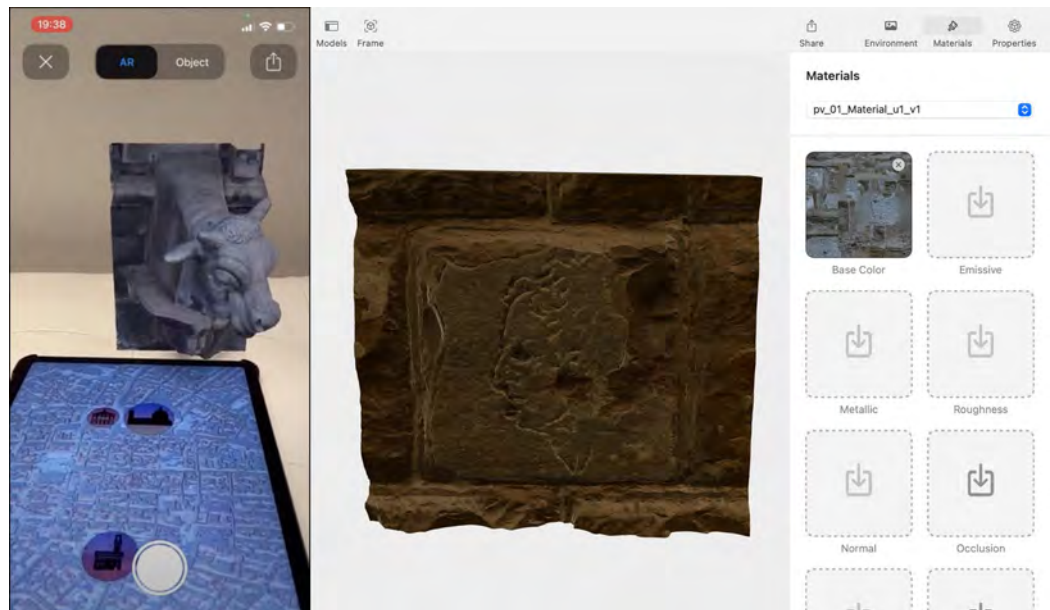 19:38
AR
Object
Models
Frame
Share
Environment
Materials
Properties
Materials
pv_01_Material_u1_v1
Base Color
Emissive
Metallic
Roughness
Normal
Occlusion